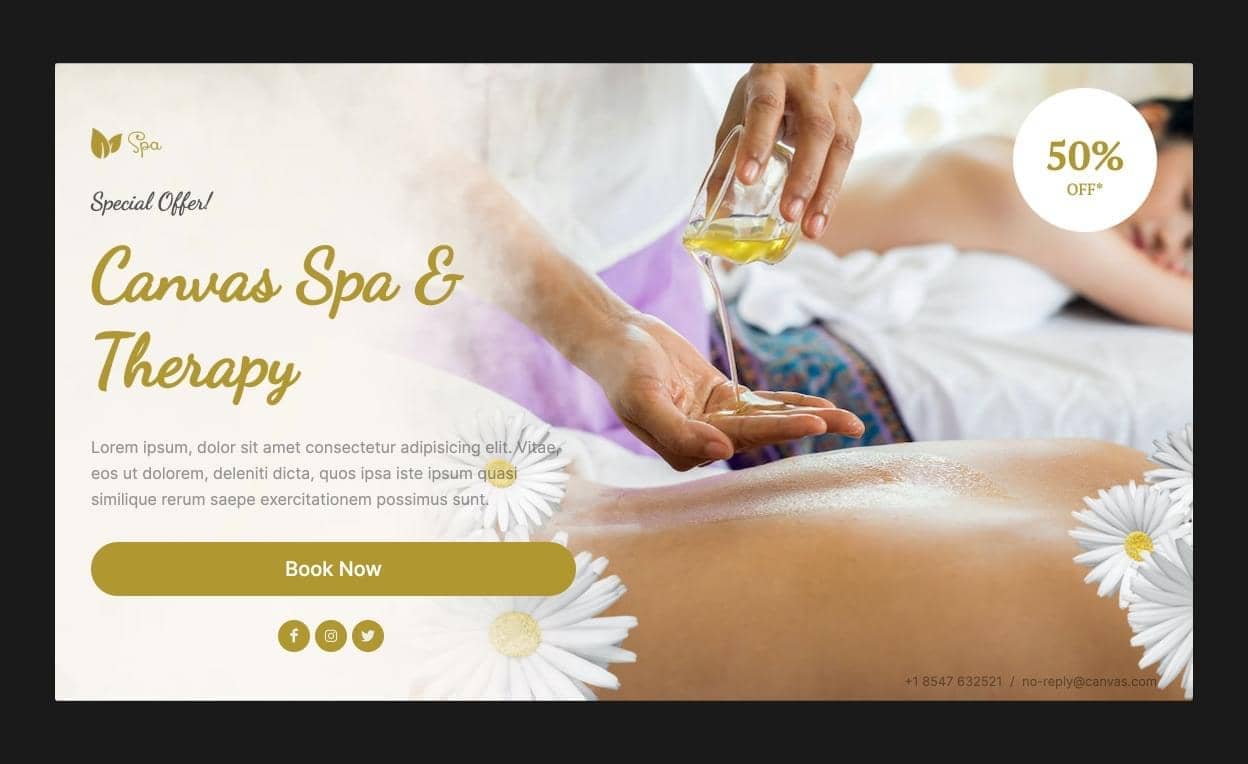 Spa
Special Offer!
50%
OFF*
Canvas Spa &
Therapy
Lorem ipsum, dolor sit amet consectetur adipisicing elit. Vitae,
eos ut dolorem, deleniti dicta, quos ipsa iste ipsum quasi
similique rerum saepe exercitationem possimus sunt.
Book Now
+1 8547 632521 / no-reply@canvas.com